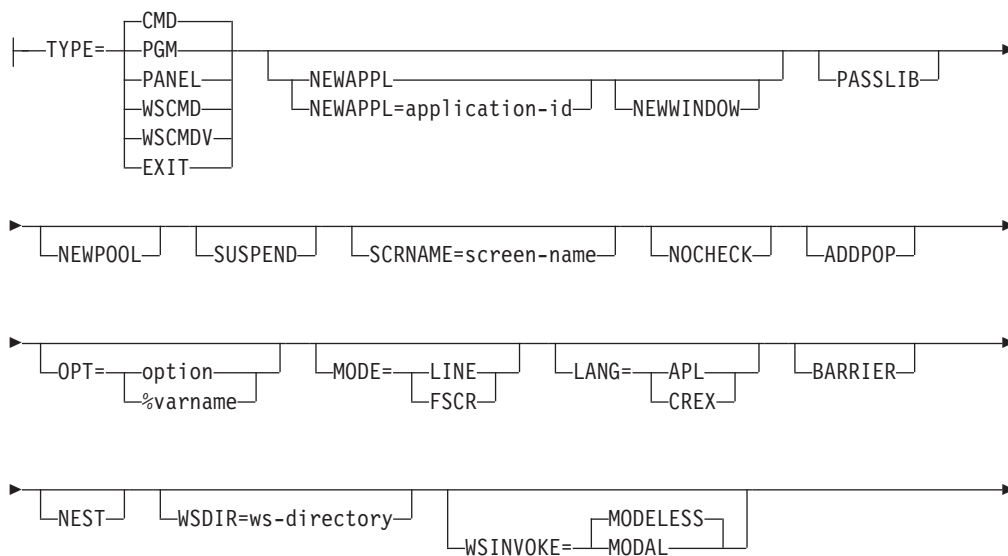 CMD
TYPE= PGM
PANEL NEWAPPL PASSLIB
WSCMD NEWAPPL=application-id NEWWINDOW
WSCMDV
EXIT
NEWPOOL SUSPEND SCRNAME=screen-name NOCHECK ADDPOP
OPT= option MODE= LINE LANG= APL BARRIER
%varname FSCR CREX
NEST WSDIR=ws-directory MODELESS
WSINVOKE= MODAL